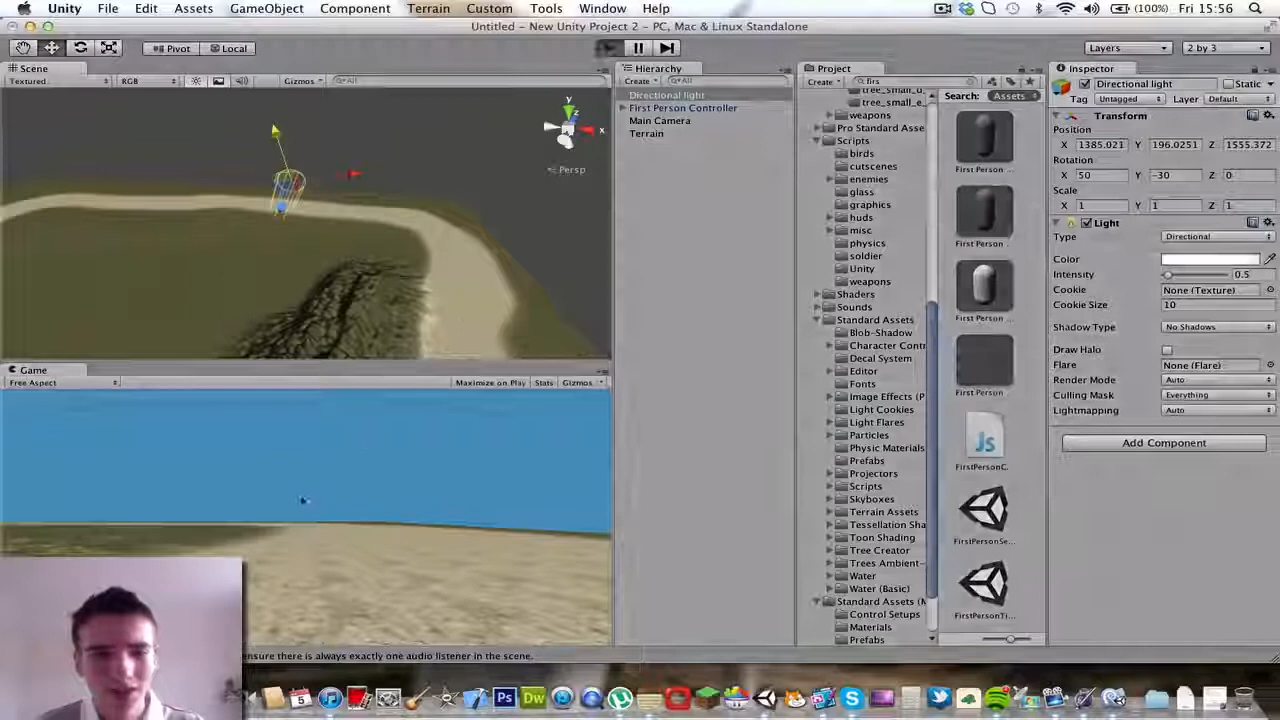 Unity File Edit Assets GameObject Component Terrain Custom Tools Window Help (100%) Fri 15:56
Untitled - New Unity Project 2 - PC, Mac & Linux Standalone
Pivot Local Layers 2 by 3
Scene
Textured RGB Gizmos All
y x Persp
Game
Free Aspect Maximize on Play Stats Gizmos
ensure there is always exactly one audio listener in the scene.
Hierarchy
Create All
Directional light
First Person Controller
Main Camera
Terrain
Project
Create firs
tree_small_d
tree_small_e
weapons
Pro Standard Asse
Scripts
birds
cutscenes
enemies
glass
graphics
huds
misc
physics
soldier
Unity
weapons
Shaders
Sounds
Standard Assets
Blob-Shadow
Character Contr
Decal System
Editor
Fonts
Image Effects (P
Light Cookies
Light Flares
Particles
Physic Materials
Prefabs
Projectors
Scripts
Skyboxes
Terrain Assets
Tessellation Sha
Toon Shading
Tree Creator
Trees Ambient-
Water
Water (Basic)
Standard Assets (M
Control Setups
Materials
Prefabs
Search: Assets
First Person ..
First Person .
First Person ...
First Person
Js
FirstPersonC.
FirstPersonSe...
FirstPersonTi...
Inspector
Directional light Static
Tag Untagged Layer Default
Transform
Position
X 1385.021 Y 196.0251 Z 1555.372
Rotation
X 50 Y -30 Z 0
Scale
X 1 Y 1 Z 1
Light
Type Directional
Color
Intensity 0.5
Cookie None (Texture)
Cookie Size 10
Shadow Type No Shadows
Draw Halo
Flare None (Flare)
Render Mode Auto
Culling Mask Everything
Lightmapping Auto
Add Component
5 Ps Dw